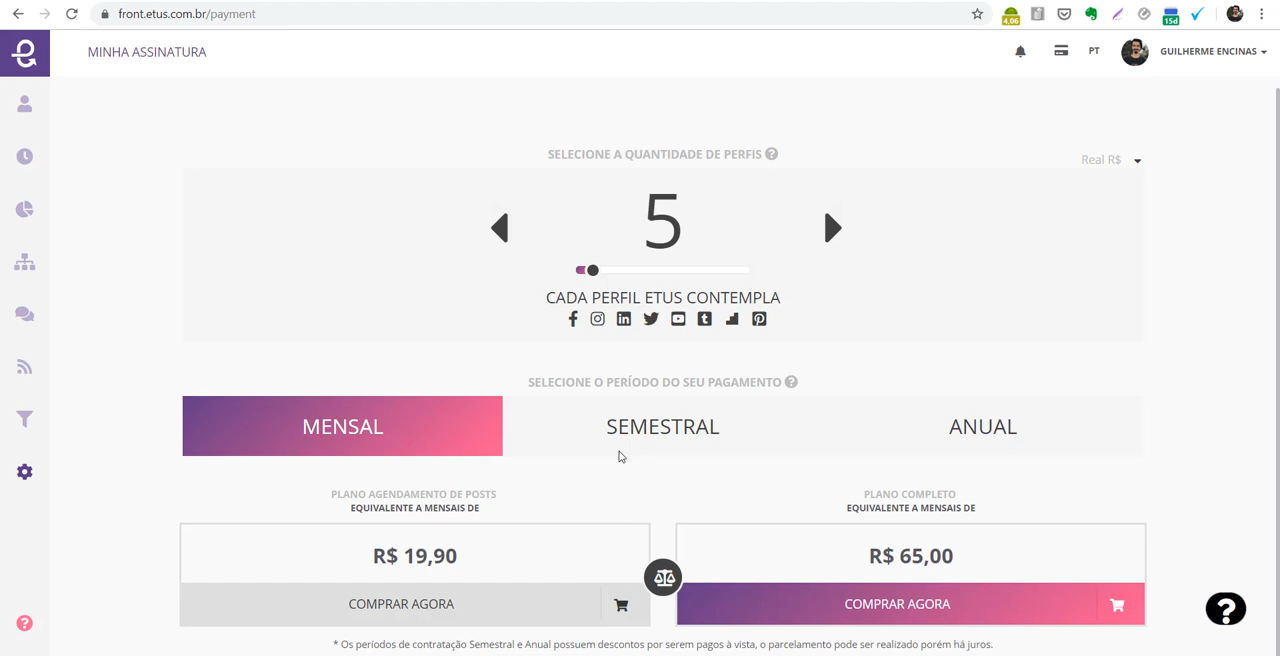 front.etus.com.br/payment
4,06
15d
MINHA ASSINATURA
PT
GUILHERME ENCINAS
SELECIONE A QUANTIDADE DE PERFIS
Real R$
5
CADA PERFIL ETUS CONTEMPLA
SELECIONE O PERÍODO DO SEU PAGAMENTO
MENSAL
SEMESTRAL
ANUAL
PLANO AGENDAMENTO DE POSTS
EQUIVALENTE A MENSAIS DE
R$ 19,90
COMPRAR AGORA
PLANO COMPLETO
EQUIVALENTE A MENSAIS DE
R$ 65,00
COMPRAR AGORA
* Os períodos de contratação Semestral e Anual possuem descontos por serem pagos à vista, o parcelamento pode ser realizado porém há juros.